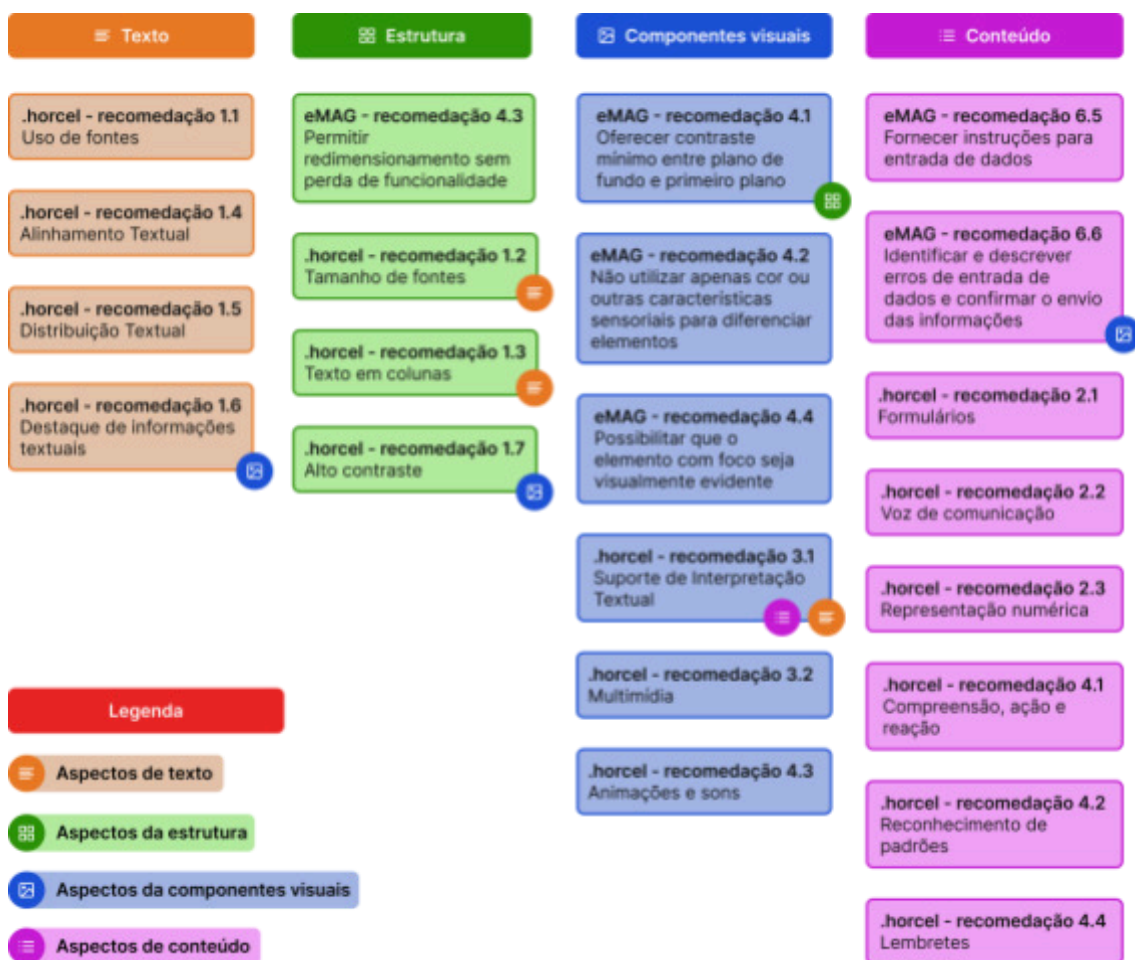 Texto
.horcel - recomedação 1.1
Uso de fontes
.horcel - recomedação 1.4
Alinhamento Textual
.horcel - recomedação 1.5
Distribuição Textual
.horcel - recomedação 1.6
Destaque de informações
textuais
Estrutura
eMAG - recomedação 4.3
Permitir
redimensionamento sem
perda de funcionalidade
.horcel - recomedação 1.2
Tamanho de fontes
.horcel - recomedação 1.3
Texto em colunas
.horcel - recomedação 1.7
Alto contraste
Componentes visuais
eMAG - recomedação 4.1
Oferecer contraste
mínimo entre plano de
fundo e primeiro plano
eMAG - recomedação 4.2
Não utilizar apenas cor ou
outras características
sensoriais para diferenciar
elementos
eMAG - recomedação 4.4
Possibilitar que o
elemento com foco seja
visualmente evidente
.horcel - recomedação 3.1
Suporte de Interpretação
Textual
.horcel - recomedação 3.2
Multimídia
.horcel - recomedação 4.3
Animações e sons
Conteúdo
eMAG - recomedação 6.5
Fornecer instruções para
entrada de dados
eMAG - recomedação 6.6
Identificar e descrever
erros de entrada de
dados e confirmar o envio
das informações
.horcel - recomedação 2.1
Formulários
.horcel - recomedação 2.2
Voz de comunicação
.horcel - recomedação 2.3
Representação numérica
.horcel - recomedação 4.1
Compreensão, ação e
reação
.horcel - recomedação 4.2
Reconhecimento de
padrões
.horcel - recomedação 4.4
Lembretes
Legenda
Aspectos de texto
Aspectos da estrutura
Aspectos da componentes visuais
Aspectos de conteúdo